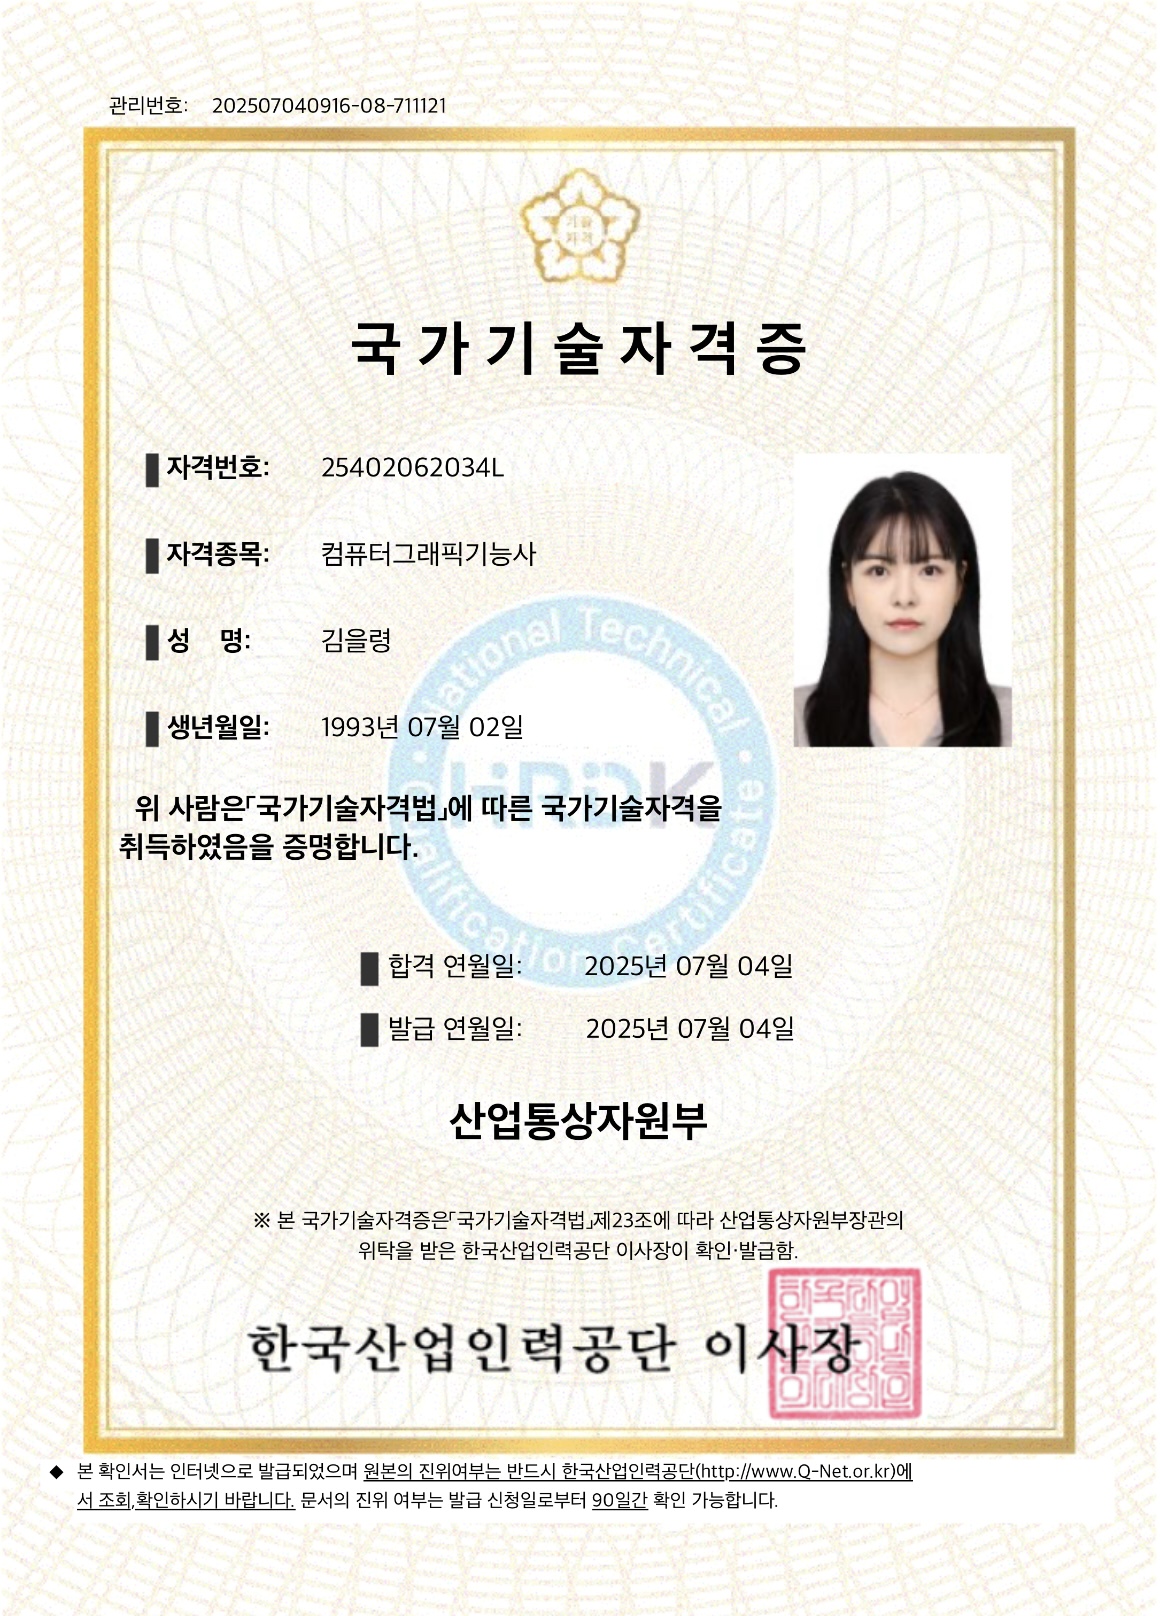 관리번호: 202507040916-08-711121
기술
자격
국가기술자격증
자격번호: 25402062034L
자격종목: 컴퓨터그래픽기능사
성 명: 김을령
생년월일: 1993년 07월 02일
National Technical
HRDK
Qualification Certificate
위 사람은「국가기술자격법」에 따른 국가기술자격을
취득하였음을 증명합니다.
합격 연월일: 2025년 07월 04일
발급 연월일: 2025년 07월 04일
산업통상자원부
※ 본 국가기술자격증은「국가기술자격법」제23조에 따라 산업통상자원부장관의
위탁을 받은 한국산업인력공단 이사장이 확인·발급함.
한국산업인력공단 이사장
◆ 본 확인서는 인터넷으로 발급되었으며 원본의 진위여부는 반드시 한국산업인력공단(http://www.Q-Net.or.kr)에
서 조회,확인하시기 바랍니다. 문서의 진위 여부는 발급 신청일로부터 90일간 확인 가능합니다.